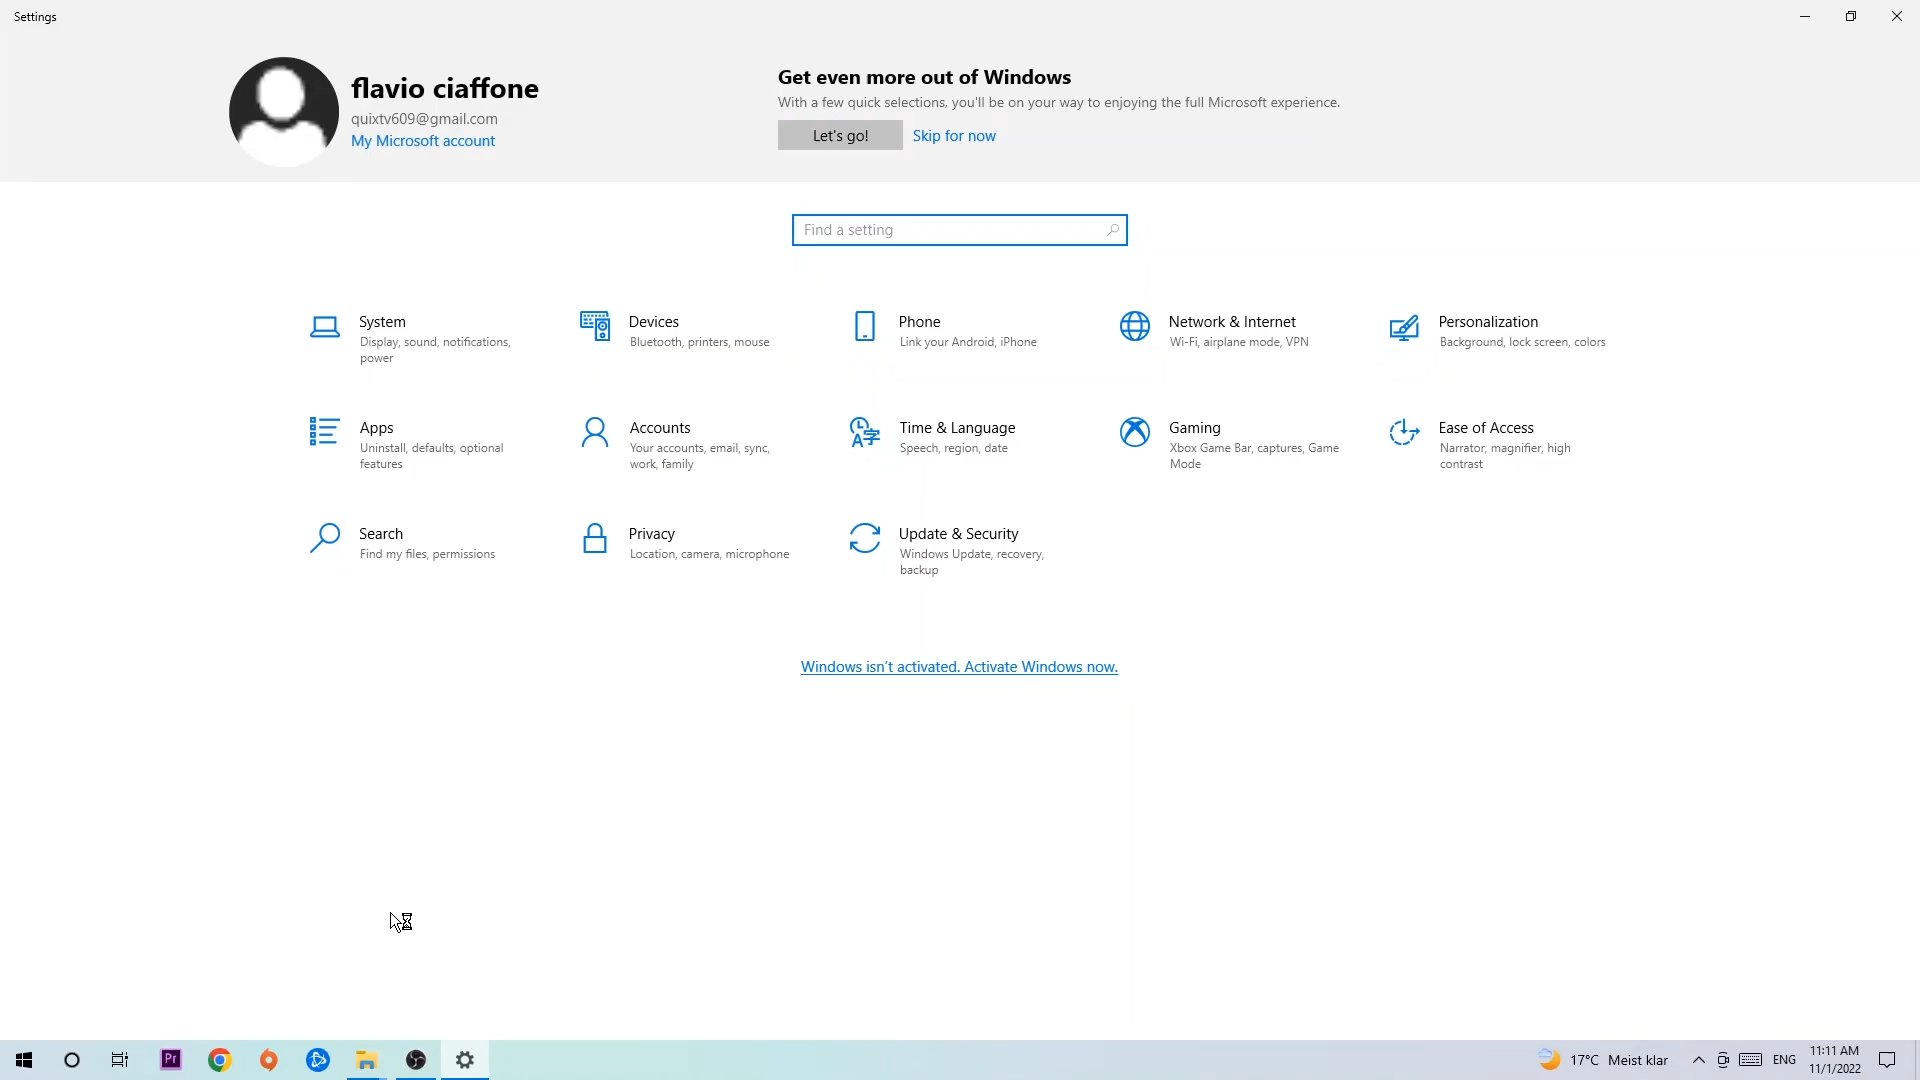 Settings
flavio ciaffone
quixtv609@gmail.com
My Microsoft account
Get even more out of Windows
With a few quick selections, you'll be on your way to enjoying the full Microsoft experience.
Let's go!
Skip for now
Find a setting
System
Display, sound, notifications,
power
Devices
Bluetooth, printers, mouse
Phone
Link your Android, iPhone
Network & Internet
Wi-Fi, airplane mode, VPN
Personalization
Background, lock screen, colors
Apps
Uninstall, defaults, optional
features
Accounts
Your accounts, email, sync,
work, family
Time & Language
Speech, region, date
Gaming
Xbox Game Bar, captures, Game
Mode
Ease of Access
Narrator, magnifier, high
contrast
Search
Find my files, permissions
Privacy
Location, camera, microphone
Update & Security
Windows Update, recovery,
backup
Windows isn't activated. Activate Windows now.
Pr
17°C Meist klar
ENG
11:11 AM
11/1/2022